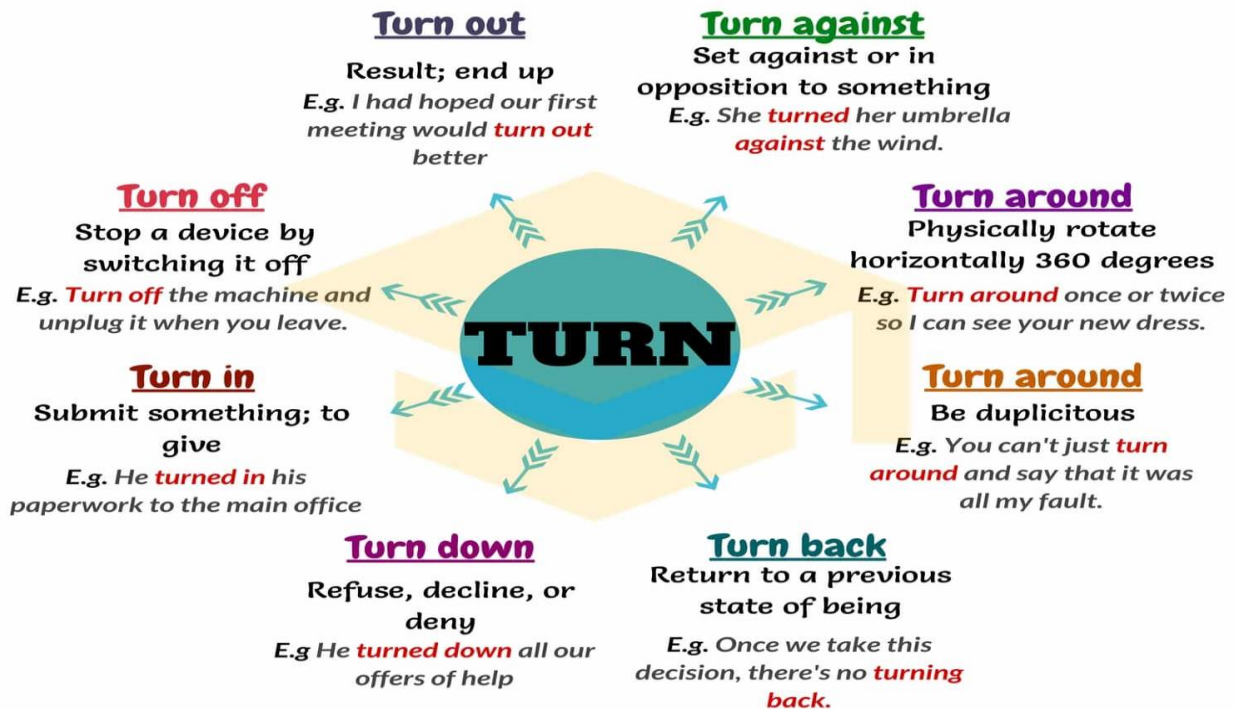 Turn out
Result; end up
E.g. I had hoped our first
meeting would turn out
better
Turn against
Set against or in
opposition to something
E.g. She turned her umbrella
against the wind.
Turn off
Stop a device by
switching it off
E.g. Turn off the machine and
unplug it when you leave.
Turn around
Physically rotate
horizontally 360 degrees
E.g. Turn around once or twice
so I can see your new dress.
TURN
Turn in
Submit something; to
give
E.g. He turned in his
paperwork to the main office
Turn around
Be duplicitous
E.g. You can't just turn
around and say that it was
all my fault.
Turn down
Refuse, decline, or
deny
E.g He turned down all our
offers of help
Turn back
Return to a previous
state of being
E.g. Once we take this
decision, there's no turning
back.